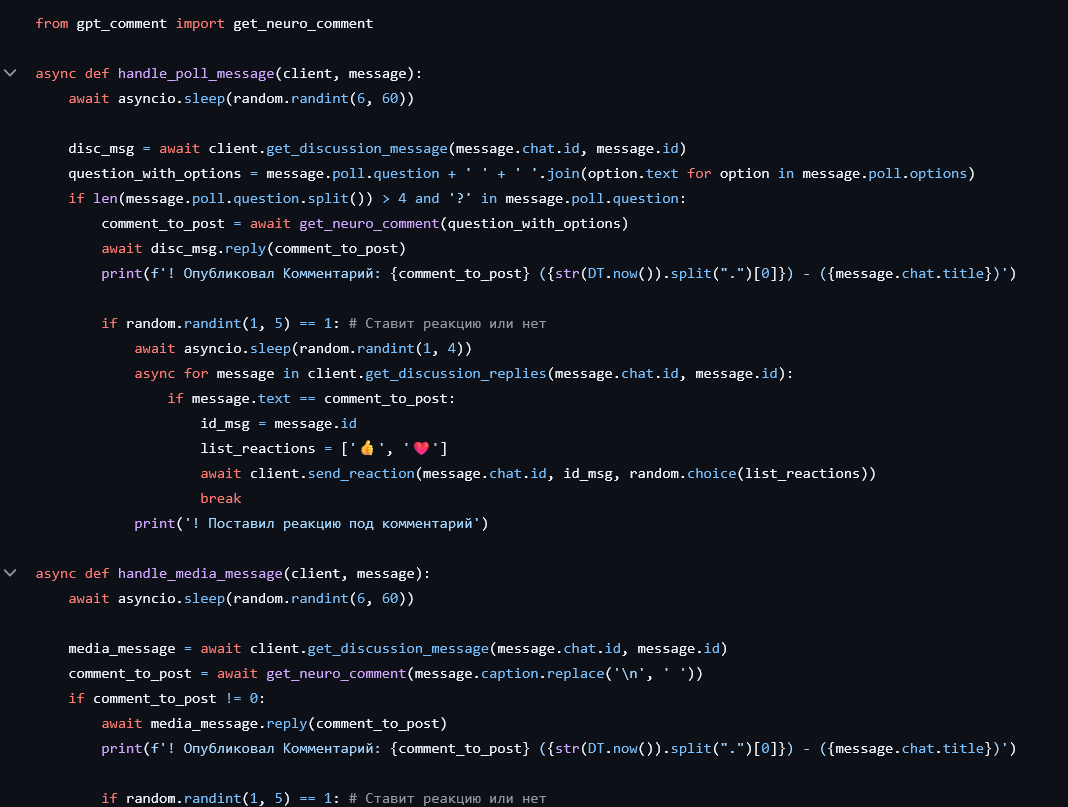 from gpt_comment import get_neuro_comment
async def handle_poll_message(client, message):
    await asyncio.sleep(random.randint(6, 60))
    disc_msg = await client.get_discussion_message(message.chat.id, message.id)
    question_with_options = message.poll.question + ' ' + ' '.join(option.text for option in message.poll.options)
    if len(message.poll.question.split()) > 4 and '?' in message.poll.question:
        comment_to_post = await get_neuro_comment(question_with_options)
        await disc_msg.reply(comment_to_post)
        print(f'! Опубликовал Комментарий: {comment_to_post} ({str(DT.now()).split(".")[0]}) - ({message.chat.title})')
        if random.randint(1, 5) == 1: # Ставит реакцию или нет
            await asyncio.sleep(random.randint(1, 4))
            async for message in client.get_discussion_replies(message.chat.id, message.id):
                if message.text == comment_to_post:
                    id_msg = message.id
                    list_reactions = ['👍', '❤️']
                    await client.send_reaction(message.chat.id, id_msg, random.choice(list_reactions))
                    break
            print('! Поставил реакцию под комментарий')
async def handle_media_message(client, message):
    await asyncio.sleep(random.randint(6, 60))
    media_message = await client.get_discussion_message(message.chat.id, message.id)
    comment_to_post = await get_neuro_comment(message.caption.replace('\n', ' '))
    if comment_to_post != 0:
        await media_message.reply(comment_to_post)
        print(f'! Опубликовал Комментарий: {comment_to_post} ({str(DT.now()).split(".")[0]}) - ({message.chat.title})')
        if random.randint(1, 5) == 1: # Ставит реакцию или нет